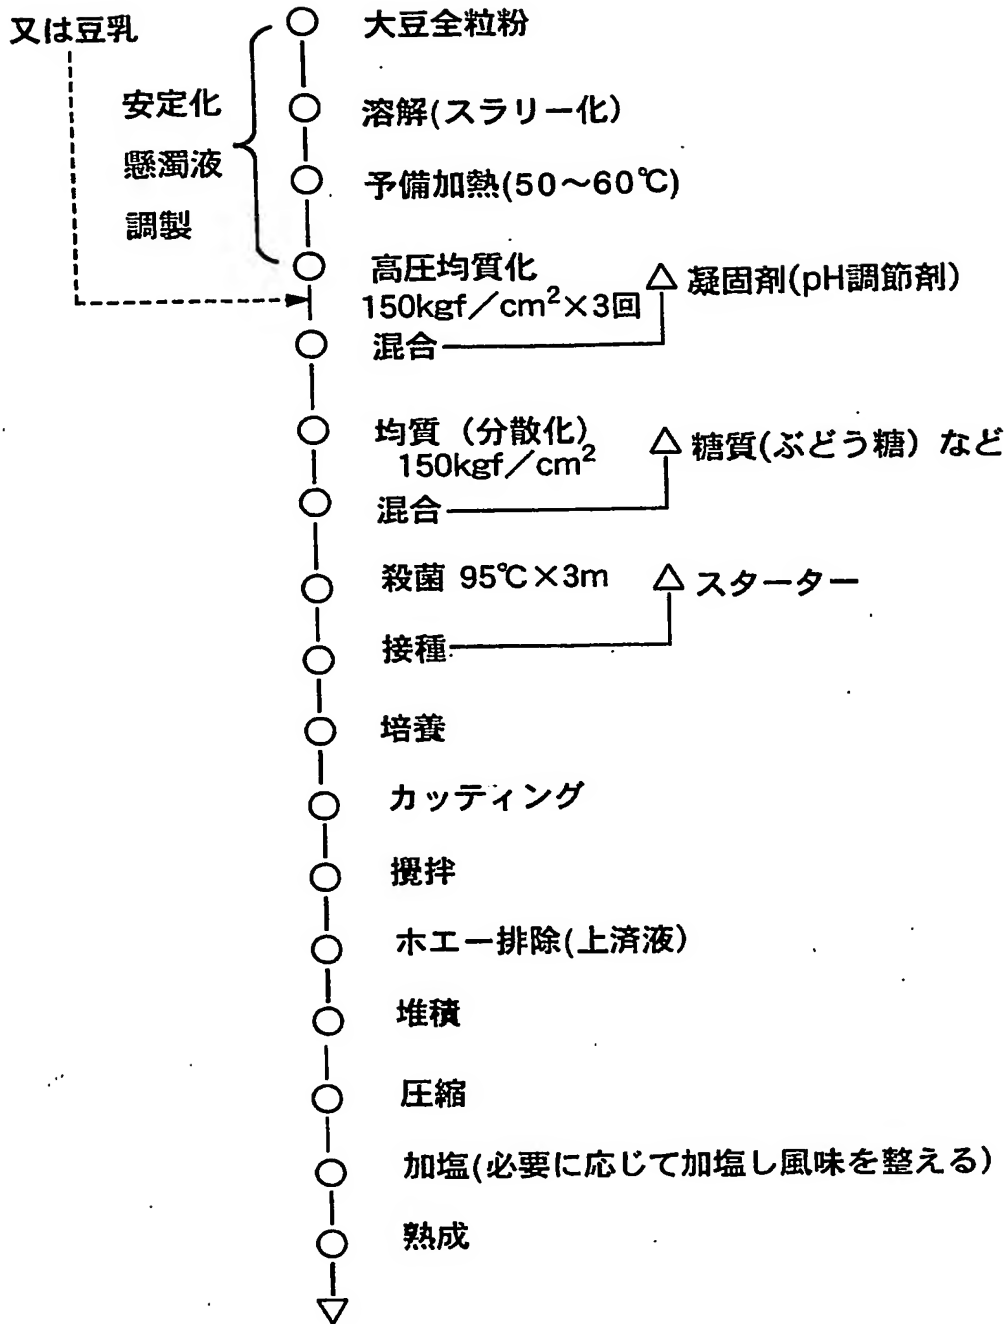 又は豆乳
大豆全粒粉
安定化
懸濁液
調製
溶解(スラリー化)
予備加熱(50～60℃)
高圧均質化
150kgf／cm²×3回
凝固剤(pH調節剤)
混合
均質（分散化）
150kgf／cm²
糖質(ぶどう糖）など
混合
殺菌 95℃×3m
スターター
接種
培養
カッティング
攪拌
ホエー排除(上済液）
堆積
圧縮
加塩(必要に応じて加塩し風味を整える）
熟成